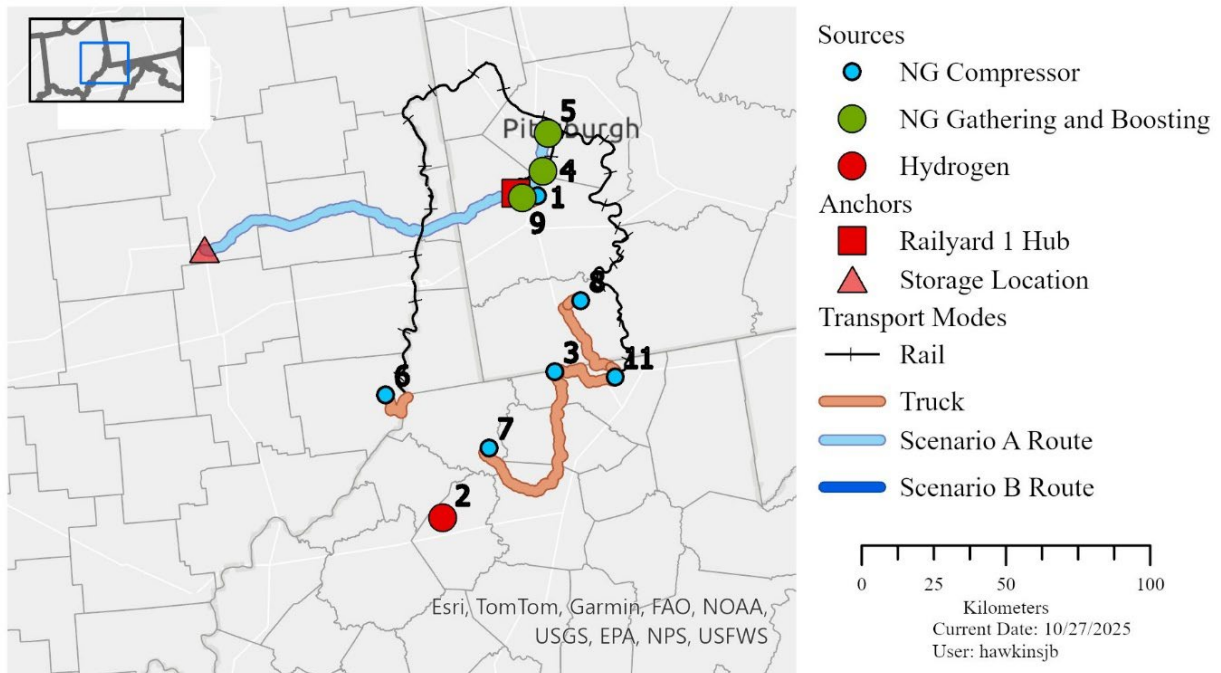 Pittsburgh
5
4
1
9
8
3
11
6
7
2
Esri, TomTom, Garmin, FAO, NOAA,
USGS, EPA, NPS, USFWS
Sources
NG Compressor
NG Gathering and Boosting
Hydrogen
Anchors
Railyard 1 Hub
Storage Location
Transport Modes
Rail
Truck
Scenario A Route
Scenario B Route
0 25 50 100
Kilometers
Current Date: 10/27/2025
User: hawkinsjb